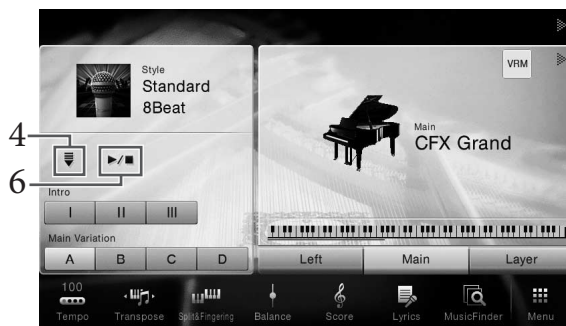 Style
Standard
8Beat
4
6
Intro
I II III
Main Variation
A B C D
VRM
Main
CFX Grand
Left Main Layer
100
Tempo Transpose Split&Fingering Balance Score Lyrics MusicFinder Menu